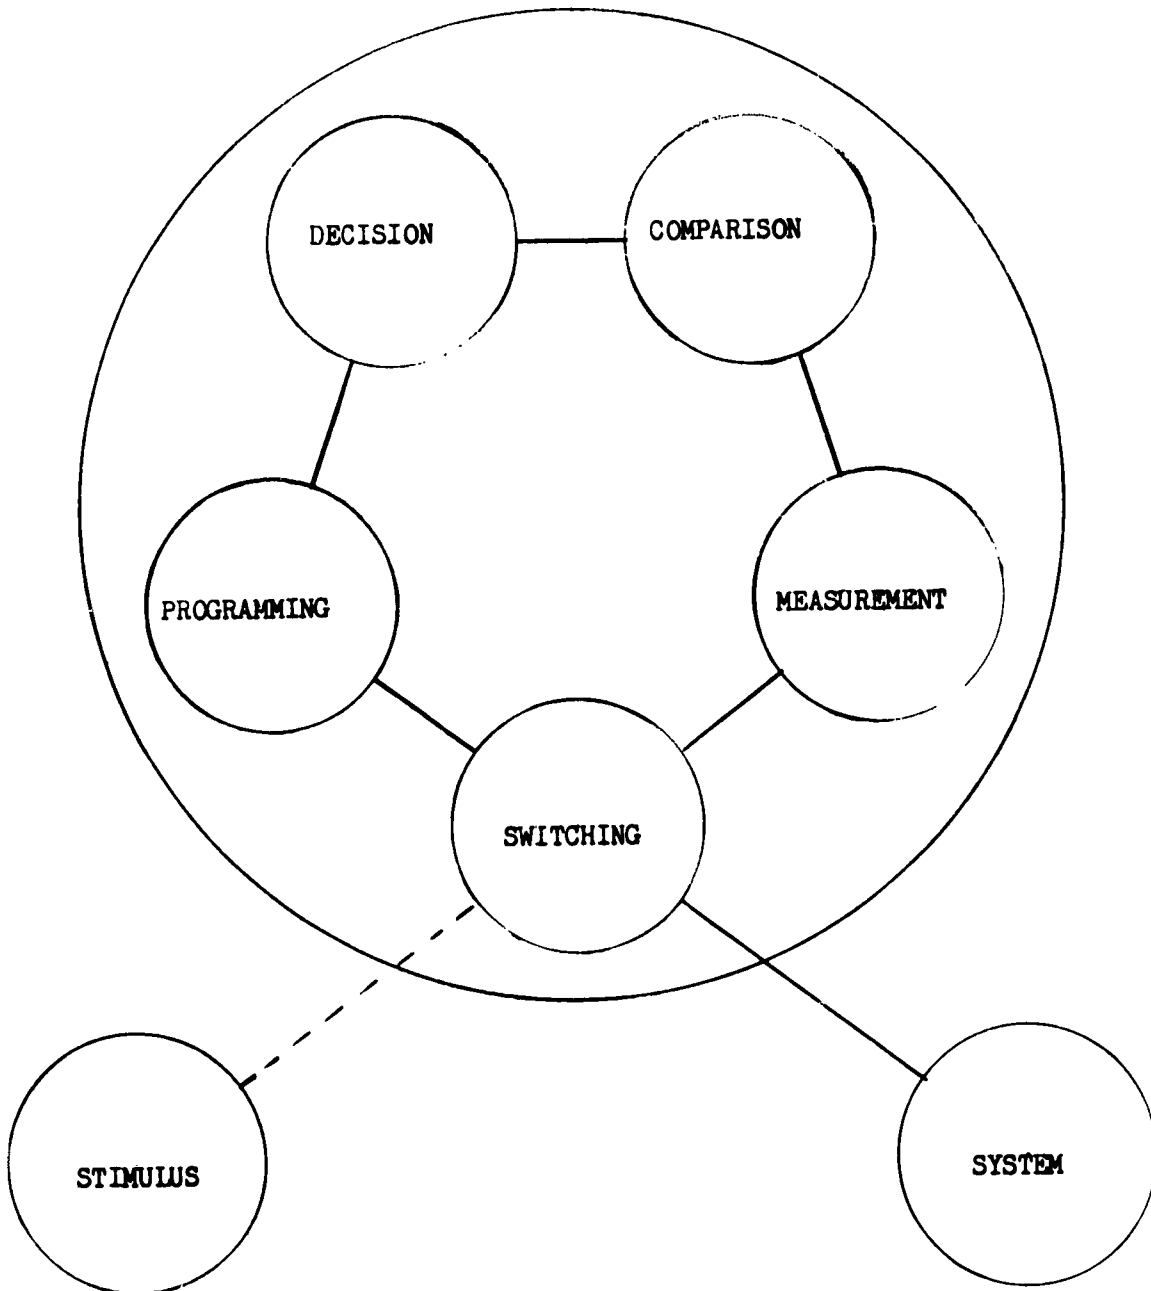 DECISION
COMPARISON
PROGRAMMING
MEASUREMENT
SWITCHING
STIMULUS
SYSTEM